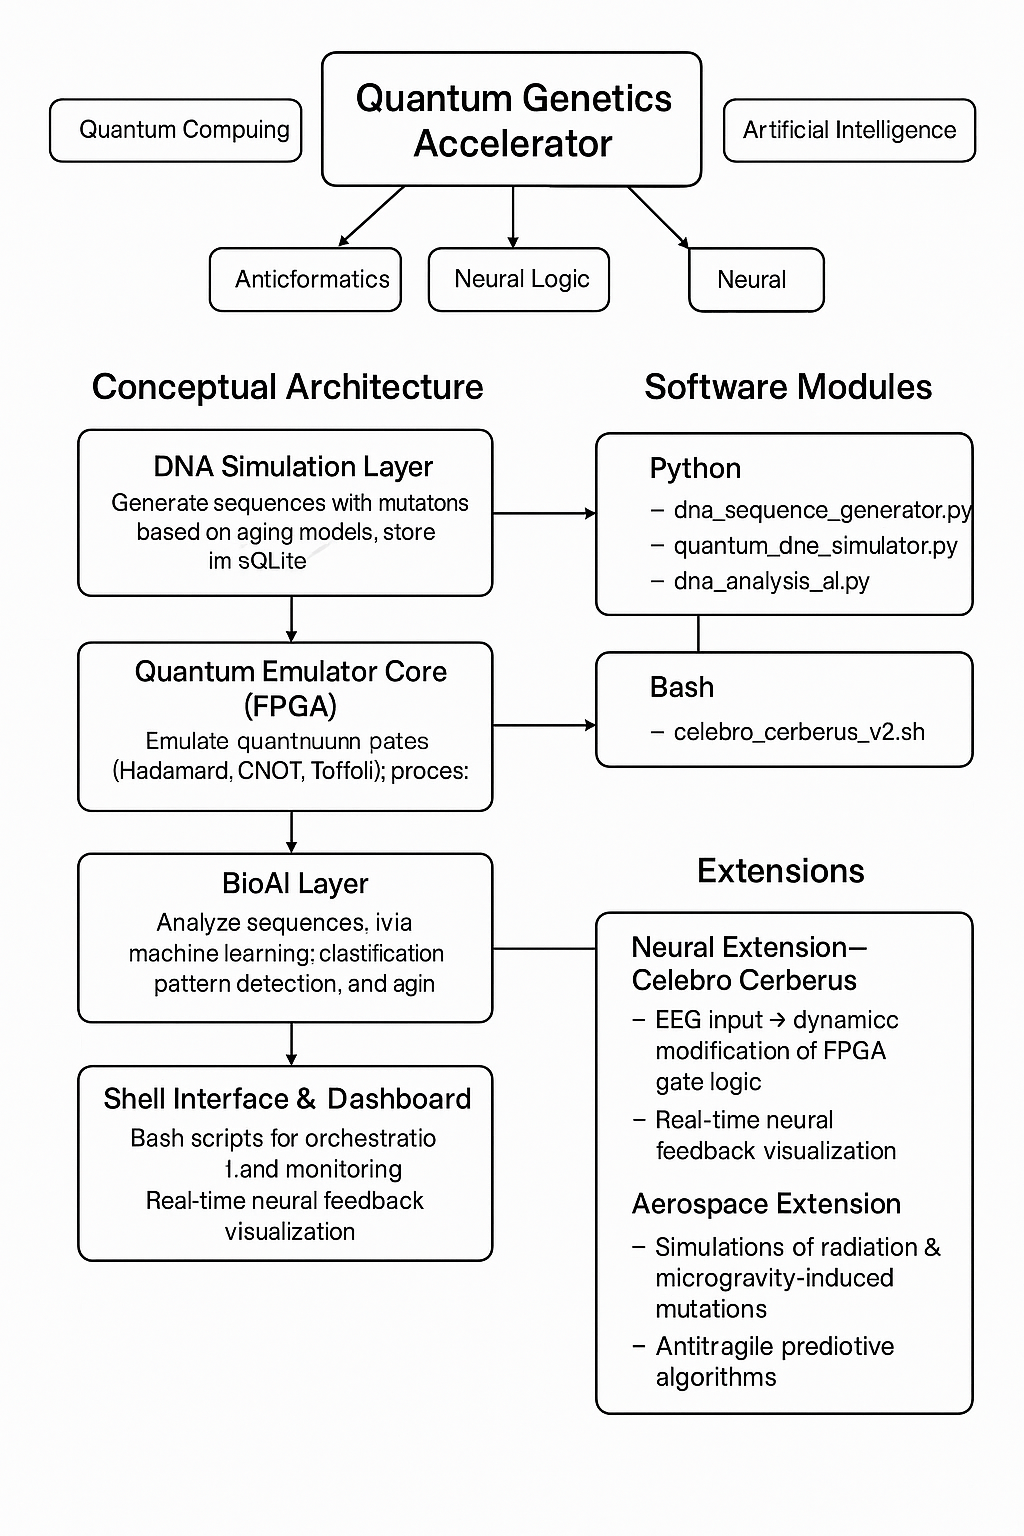 Quantum Genetics
Accelerator
Quantum Compuing
Artificial Intelligence
Anticformatics
Neural Logic
Neural
Conceptual Architecture
DNA Simulation Layer
Generate sequences with mutatons
based on aging models, store
im sQLite
Quantum Emulator Core
(FPGA)
Emulate quantnuunn pates
(Hadamard, CNOT, Toffoli); proces:
BioAI Layer
Analyze sequences, ivia
machine learning; clastification
pattern detection, and agin
Shell Interface & Dashboard
Bash scripts for orchestratio
1.and monitoring
Real-time neural feedback
visualization
Software Modules
Python
– dna_sequence_generator.py
– quantum_dne_simulator.py
– dna_analysis_al.py
Bash
– celebro_cerberus_v2.sh
Extensions
Neural Extension—
Celebro Cerberus
– EEG input → dynamicc
modification of FPGA
gate logic
– Real-time neural
feedback visualization
Aerospace Extension
– Simulations of radiation &
microgravity-induced
mutations
– Antitragile prediotive
algorithms